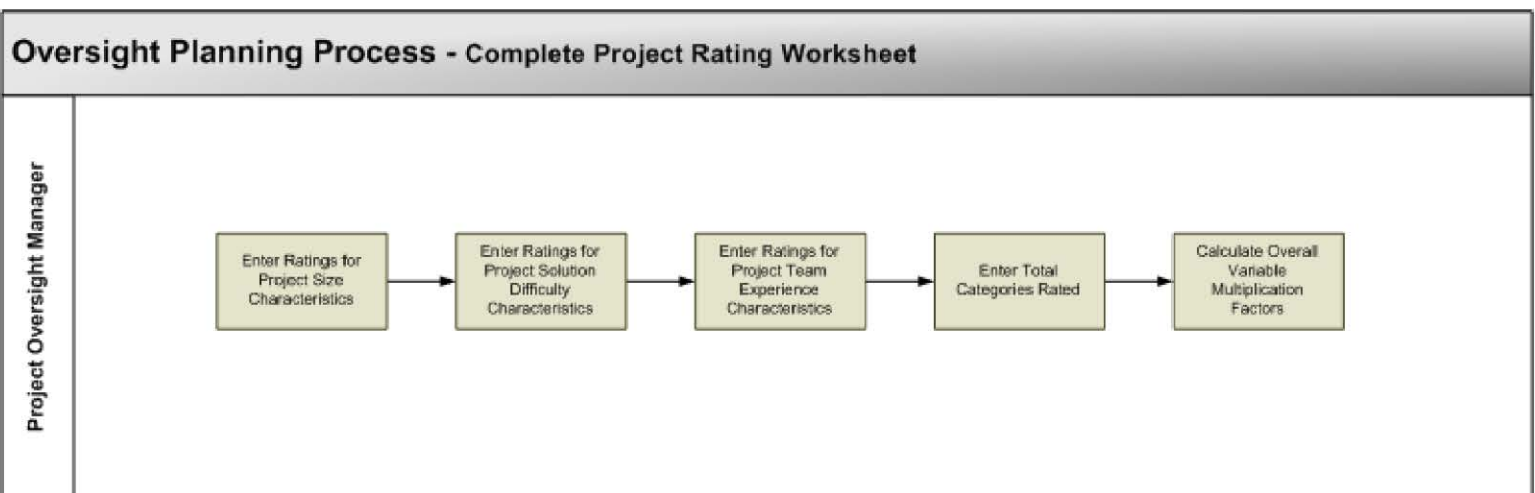 Oversight Planning Process - Complete Project Rating Worksheet
Project Oversight Manager
Enter Ratings for
Project Size
Characteristics
Enter Ratings for
Project Solution
Difficulty
Characteristics
Enter Ratings for
Project Team
Experience
Characteristics
Enter Total
Categories Rated
Calculate Overall
Variable
Multiplication
Factors